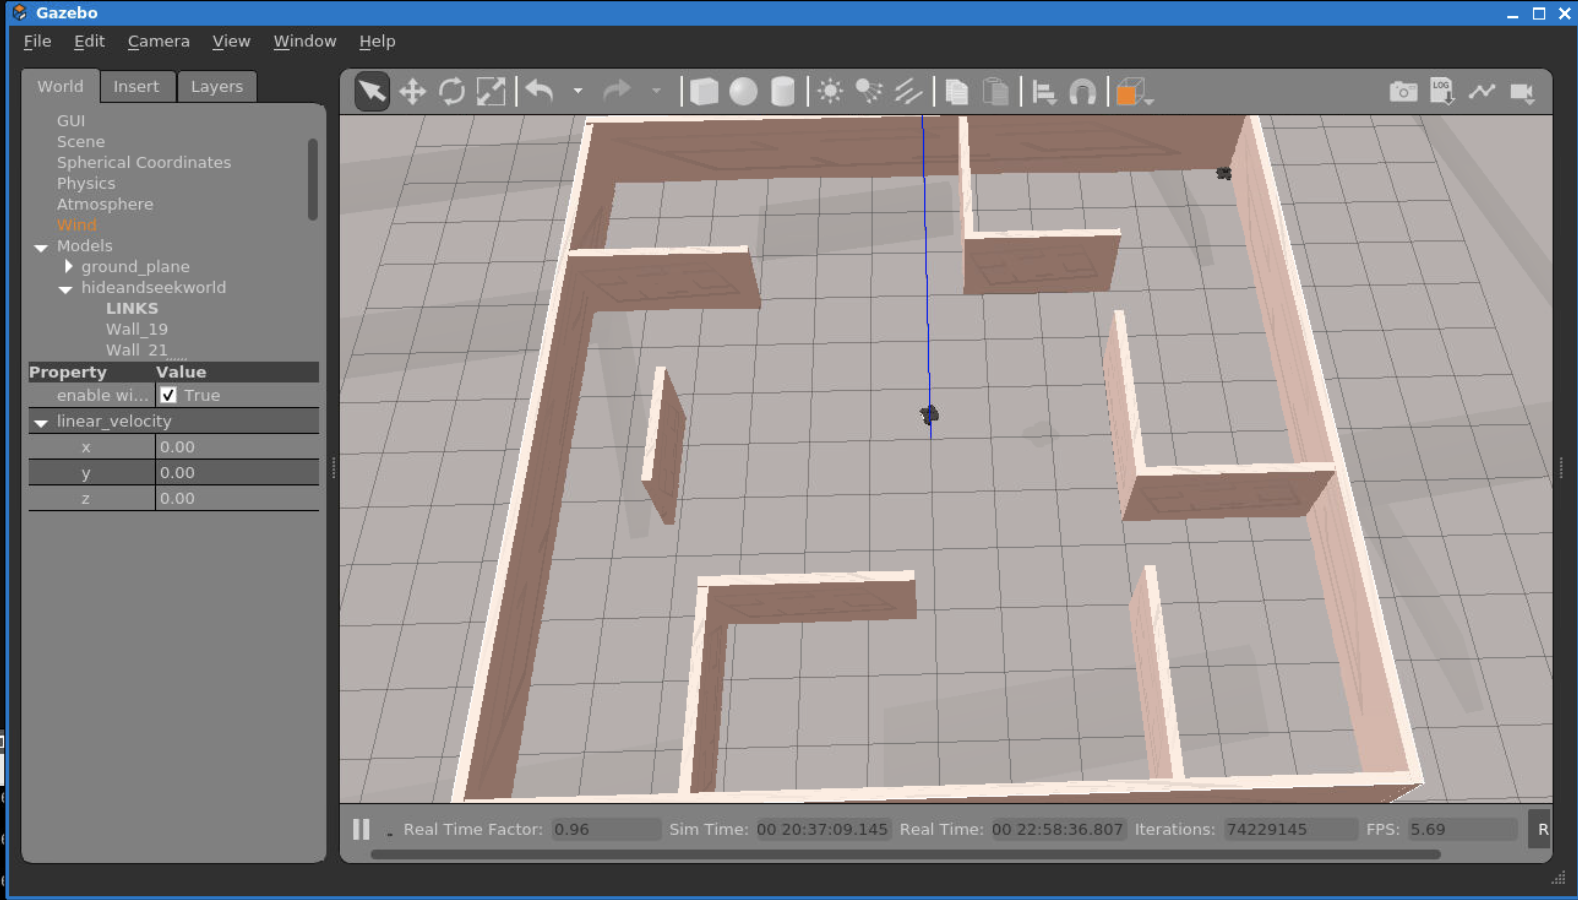 Gazebo
File Edit Camera View Window Help
World Insert Layers
GUI
Scene
Spherical Coordinates
Physics
Atmosphere
Wind
Models
ground_plane
hideandseekworld
LINKS
Wall_19
Wall_21
Property Value
enable wi... True
linear_velocity
x 0.00
y 0.00
z 0.00
LOG
Real Time Factor: 0.96 Sim Time: 00 20:37:09.145 Real Time: 00 22:58:36.807 Iterations: 74229145 FPS: 5.69 R